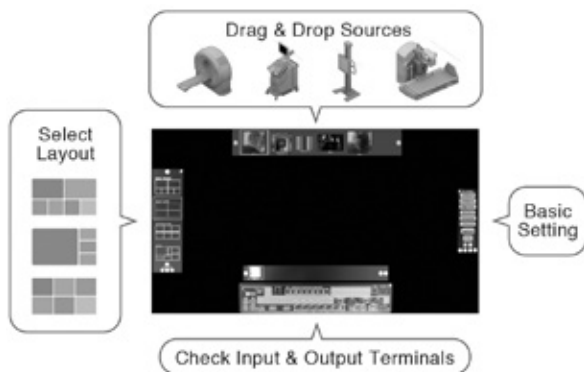 Drag & Drop Sources
Select
Layout
Basic
Setting
Check Input & Output Terminals